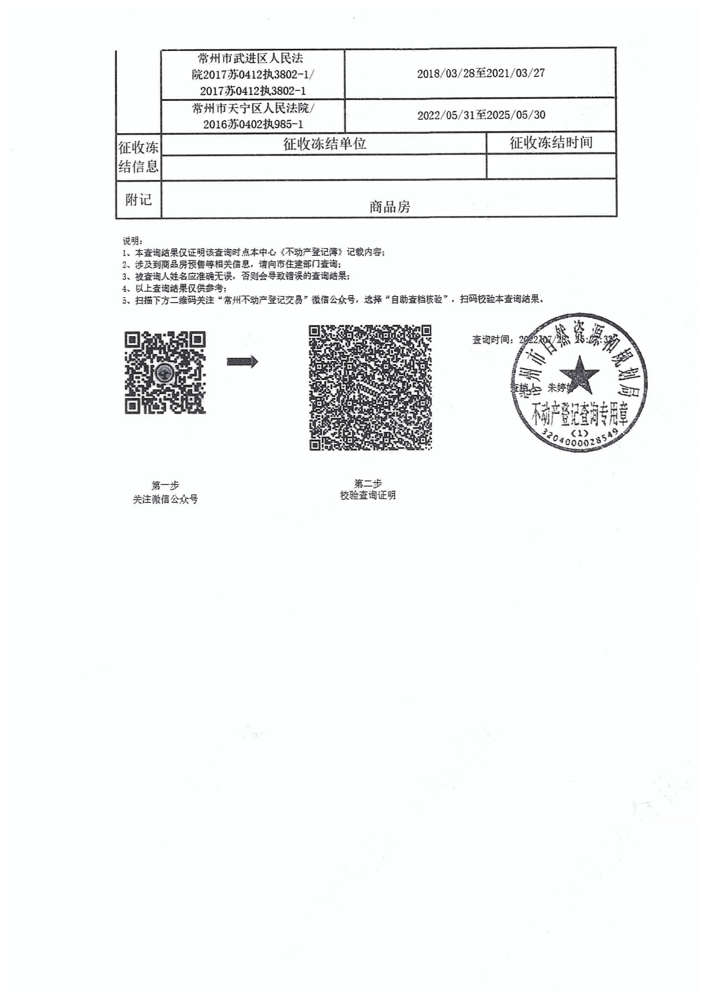 常州市武进区人民法
院2017苏0412执3802-1/
2017苏0412执3802-1
2018/03/28至2021/03/27
常州市天宁区人民法院/
2016苏0402执985-1
2022/05/31至2025/05/30
征收冻
结信息
征收冻结单位
征收冻结时间
附记
商品房
说明:
1、本查询结果仅证明该查询时点本中心《不动产登记簿》记载内容;
2、涉及到商品房预售等相关信息，请向市住建部门查询;
3、被查询人姓名应准确无误，否则会导致错误的查询结果;
4、以上查询结果仅供参考;
5、扫描下方二维码关注“常州不动产登记交易”微信公众号，选择“自助查档核验”，扫码校验本查询结果。
查询时间: 2022/07/
查档人 朱婷
常州市自然资源和规划局
不动产登记查询专用章
(1)
3204000028549
第一步
关注微信公众号
第二步
校验查询证明